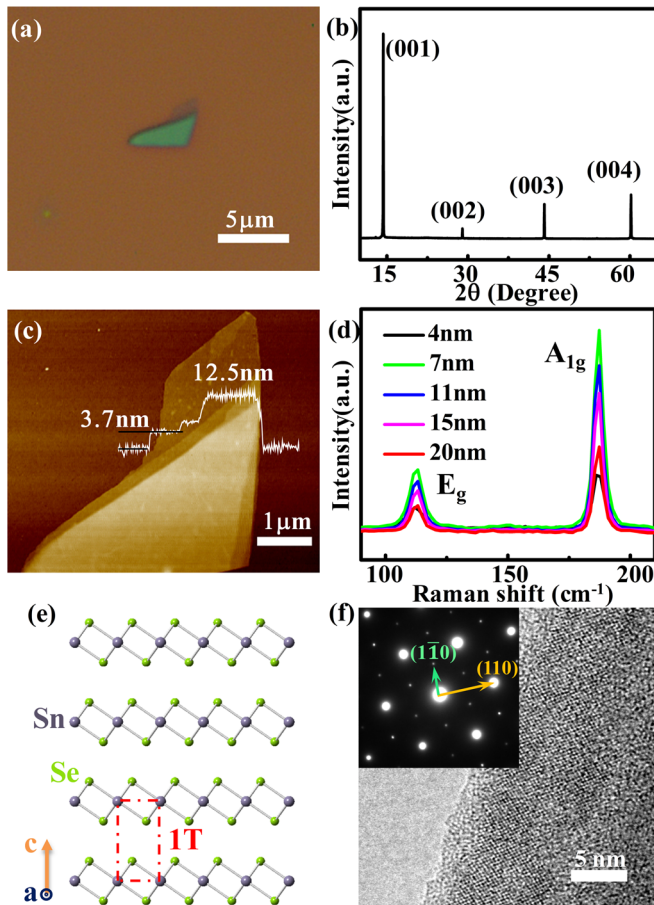 (a)
5μm
(b)
Intensity(a.u.)
(001)
(002)
(003)
(004)
15
30
45
60
2θ (Degree)
(c)
3.7nm
12.5nm
1μm
(d)
Intensity(a.u.)
4nm
7nm
11nm
15nm
20nm
A1g
Eg
100
150
200
Raman shift (cm-1)
(e)
Sn
Se
1T
c
a
(f)
(11̅0)
(110)
5 nm